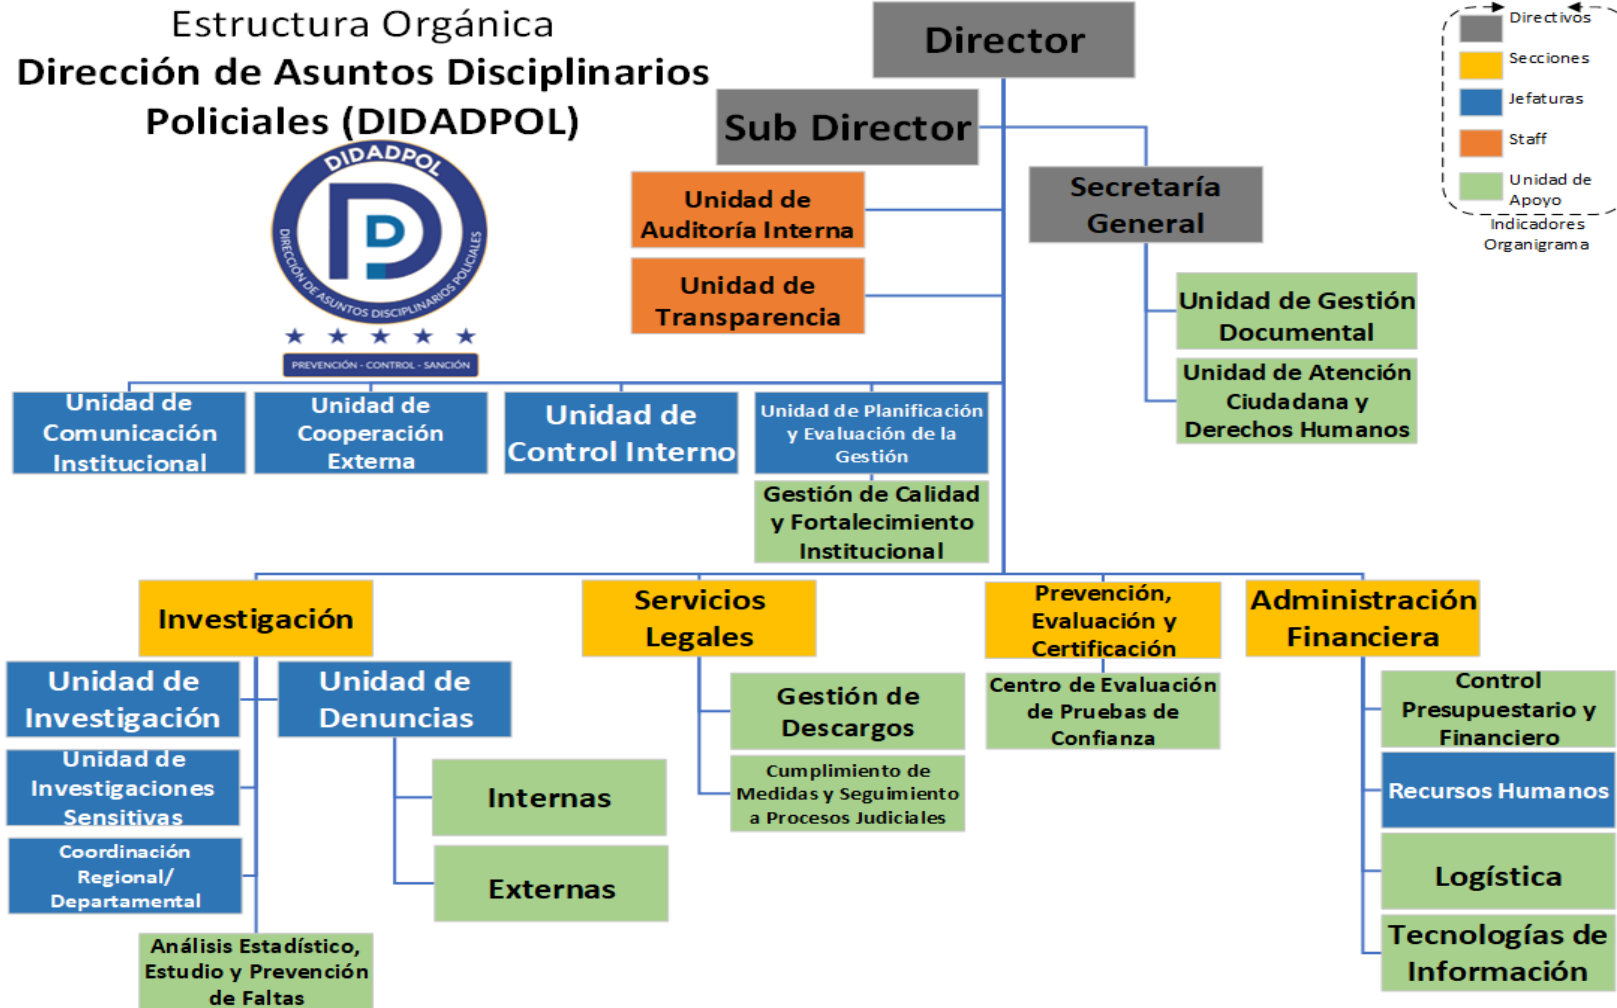 Estructura Orgánica
Dirección de Asuntos Disciplinarios
Policiales (DIDADPOL)
DIDADPOL
DIRECCIÓN DE ASUNTOS DISCIPLINARIOS POLICIALES
PREVENCIÓN - CONTROL - SANCIÓN
Director
Sub Director
Secretaría
General
Directivos
Secciones
Jefaturas
Staff
Unidad de
Apoyo
Indicadores
Organigrama
Unidad de
Auditoría Interna
Unidad de
Transparencia
Unidad de Gestión
Documental
Unidad de Atención
Ciudadana y
Derechos Humanos
Unidad de
Comunicación
Institucional
Unidad de
Cooperación
Externa
Unidad de
Control Interno
Unidad de Planificación
y Evaluación de la
Gestión
Gestión de Calidad
y Fortalecimiento
Institucional
Investigación
Servicios
Legales
Prevención,
Evaluación y
Certificación
Administración
Financiera
Unidad de
Investigación
Unidad de
Denuncias
Unidad de
Investigaciones
Sensitivas
Coordinación
Regional/
Departamental
Internas
Externas
Análisis Estadístico,
Estudio y Prevención
de Faltas
Gestión de
Descargos
Cumplimiento de
Medidas y Seguimiento
a Procesos Judiciales
Centro de Evaluación
de Pruebas de
Confianza
Control
Presupuestario y
Financiero
Recursos Humanos
Logística
Tecnologías de
Información